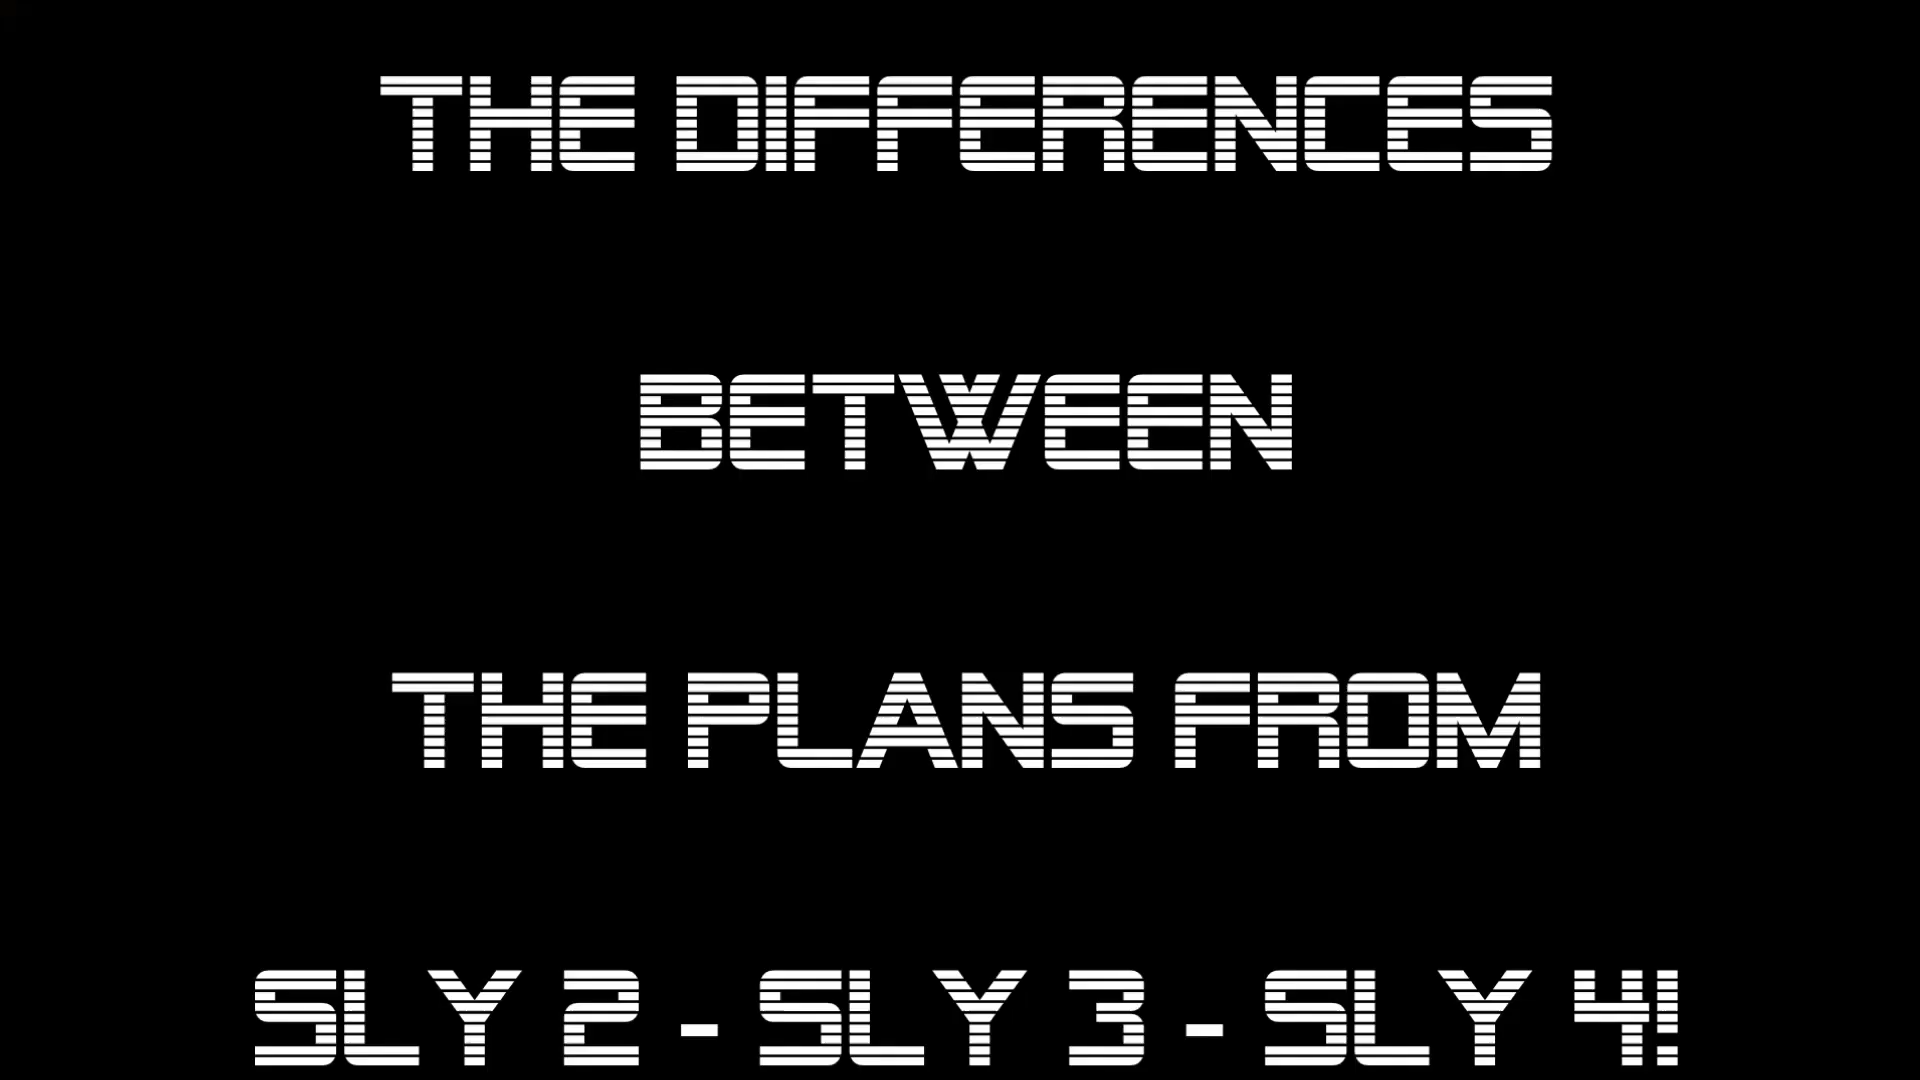 THE DIFFERENCES
BETWEEN
THE PLANS FROM
SLY 2 - SLY 3 - SLY 4!